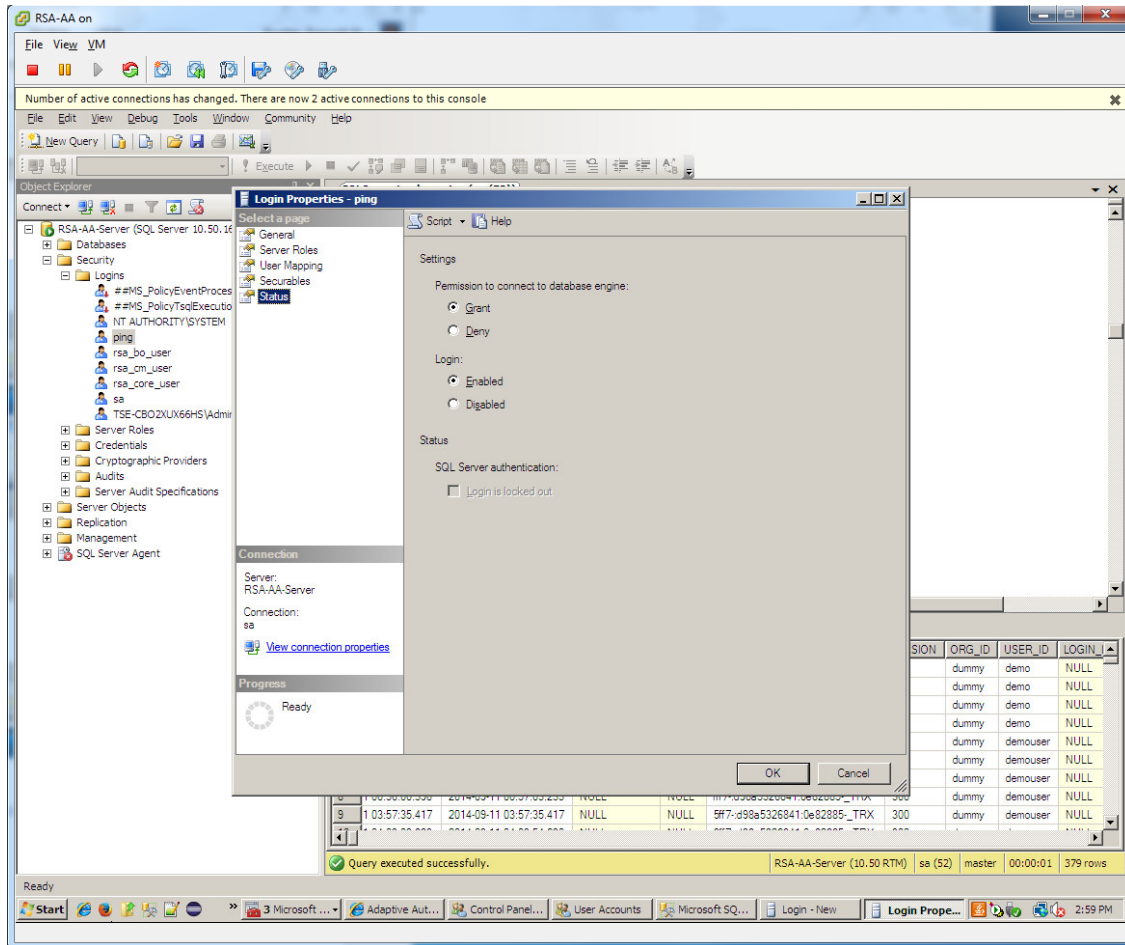 RSA-AA on
File View VM
Number of active connections has changed. There are now 2 active connections to this console
File Edit View Debug Tools Window Community Help
New Query
Execute
Object Explorer
Connect
RSA-AA-Server (SQL Server 10.50.16
Databases
Security
Logins
##MS_PolicyEventProces
##MS_PolicyTsqlExecutio
NT AUTHORITY\SYSTEM
ping
rsa_bo_user
rsa_cm_user
rsa_core_user
sa
TSE-CBO2XUX66HS\Admir
Server Roles
Credentials
Cryptographic Providers
Audits
Server Audit Specifications
Server Objects
Replication
Management
SQL Server Agent
Login Properties - ping
Select a page
General
Server Roles
User Mapping
Securables
Status
Script Help
Settings
Permission to connect to database engine:
Grant
Deny
Login:
Enabled
Disabled
Status
SQL Server authentication:
Login is locked out
Connection
Server:
RSA-AA-Server
Connection:
sa
View connection properties
Progress
Ready
OK Cancel
SION ORG_ID USER_ID LOGIN_
dummy demo NULL
dummy demo NULL
dummy demo NULL
dummy demo NULL
dummy demouser NULL
dummy demouser NULL
dummy demouser NULL
dummy demouser NULL
9 1 03:57:35.417 2014-09-11 03:57:35.417 NULL NULL 5ff7-:d98a5326841:0e82885-_TRX 300 dummy demouser NULL
Query executed successfully. RSA-AA-Server (10.50 RTM) sa (52) master 00:00:01 379 rows
Ready
Start 3 Microsoft ... Adaptive Aut... Control Panel... User Accounts Microsoft SQ... Login - New Login Prope... 2:59 PM